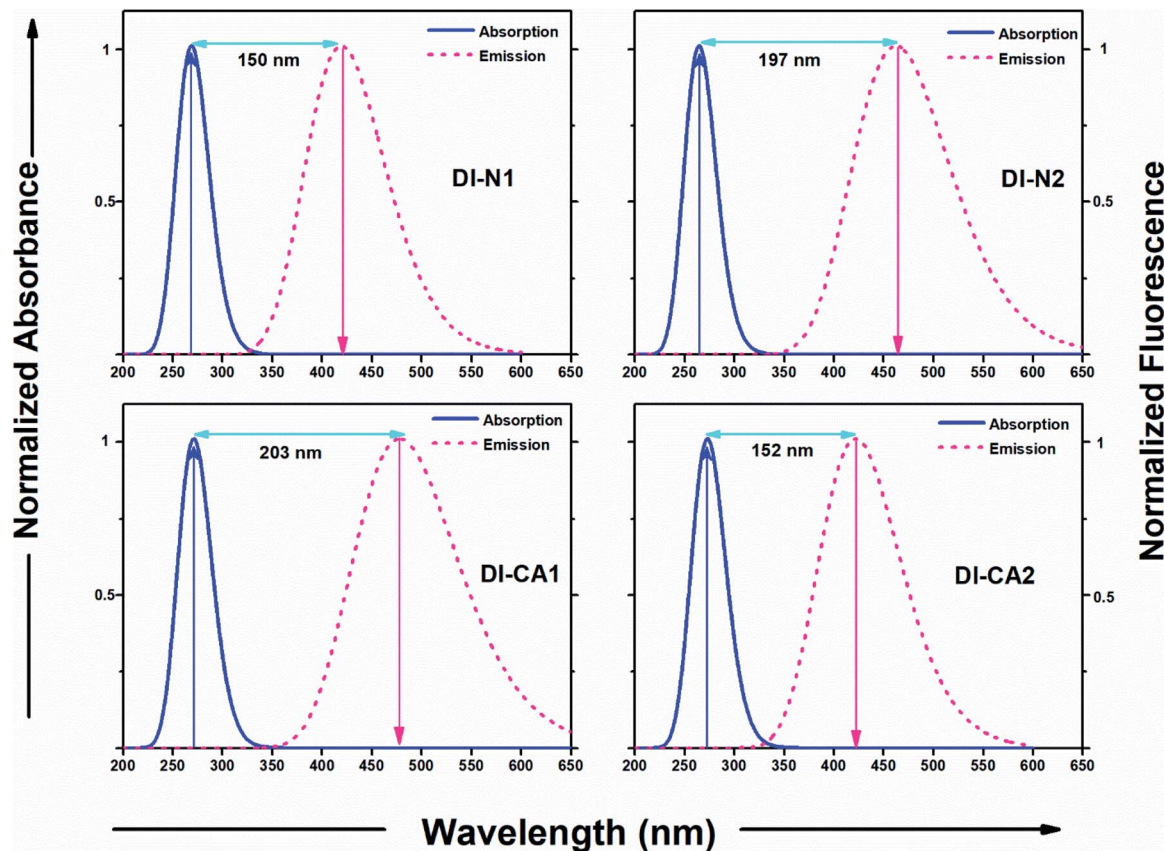 Normalized Absorbance
Normalized Fluorescence
Absorption
Emission
150 nm
DI-N1
1
0.5
200 250 300 350 400 450 500 550 600 650
Absorption
Emission
197 nm
DI-N2
1
0.5
200 250 300 350 400 450 500 550 600 650
Absorption
Emission
203 nm
DI-CA1
1
0.5
200 250 300 350 400 450 500 550 600 650
Absorption
Emission
152 nm
DI-CA2
1
0.5
200 250 300 350 400 450 500 550 600 650
Wavelength (nm)